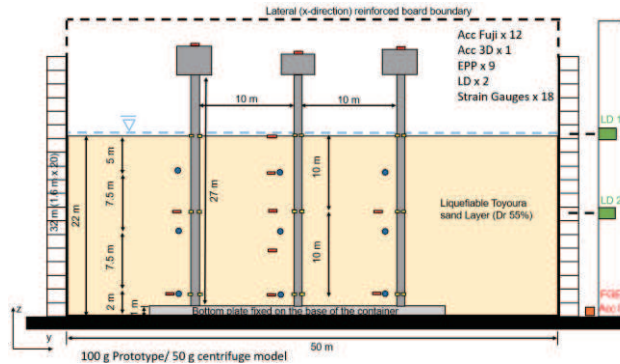 Lateral (x-direction) reinforced board boundary
Acc Fuji x 12
Acc 3D x 1
EPP x 9
LD x 2
Strain Gauges x 18
10 m
10 m
LD 1
LD 2
5 m
7.5 m
7.5 m
2 m
1 m
22 m
32 m (1.6 m x 20)
27 m
10 m
10 m
Liquefiable Toyoura
sand Layer (Dr 55%)
Bottom plate fixed on the base of the container
z
y
50 m
100 g Prototype/ 50 g centrifuge model
Acc